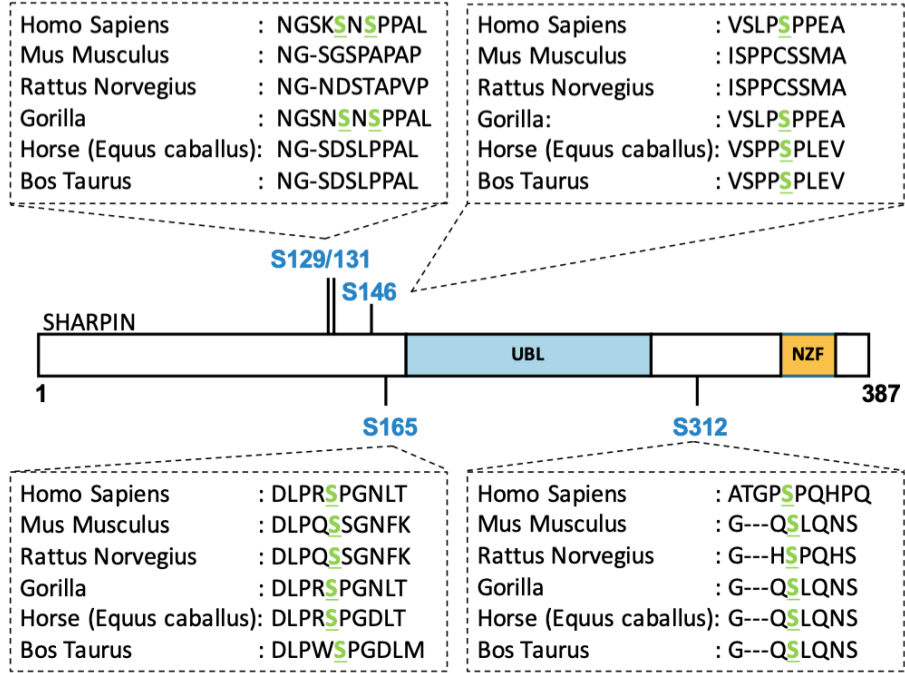 Homo Sapiens : NGSKSNSPPAL
Mus Musculus : NG-SGSPAPAP
Rattus Norvegius : NG-NDSTAPVP
Gorilla : NGSNSNSPPAL
Horse (Equus caballus): NG-SDSLPPAL
Bos Taurus : NG-SDSLPPAL
Homo Sapiens : VSLPSPPEA
Mus Musculus : ISPPCSSMA
Rattus Norvegius : ISPPCSSMA
Gorilla: : VSLPSPPEA
Horse (Equus caballus): VSPPSPLEV
Bos Taurus : VSPPSPLEV
S129/131
S146
SHARPIN
UBL
NZF
1
387
S165
S312
Homo Sapiens : DLPRSPGNLT
Mus Musculus : DLPQSSGNFK
Rattus Norvegius : DLPQSSGNFK
Gorilla : DLPRSPGNLT
Horse (Equus caballus): DLPRSPGDLT
Bos Taurus : DLPWSPGDLM
Homo Sapiens : ATGPSPQHPQ
Mus Musculus : G---QSLQNS
Rattus Norvegius : G---HSPQHS
Gorilla : G---QSLQNS
Horse (Equus caballus): G---QSLQNS
Bos Taurus : G---QSLQNS